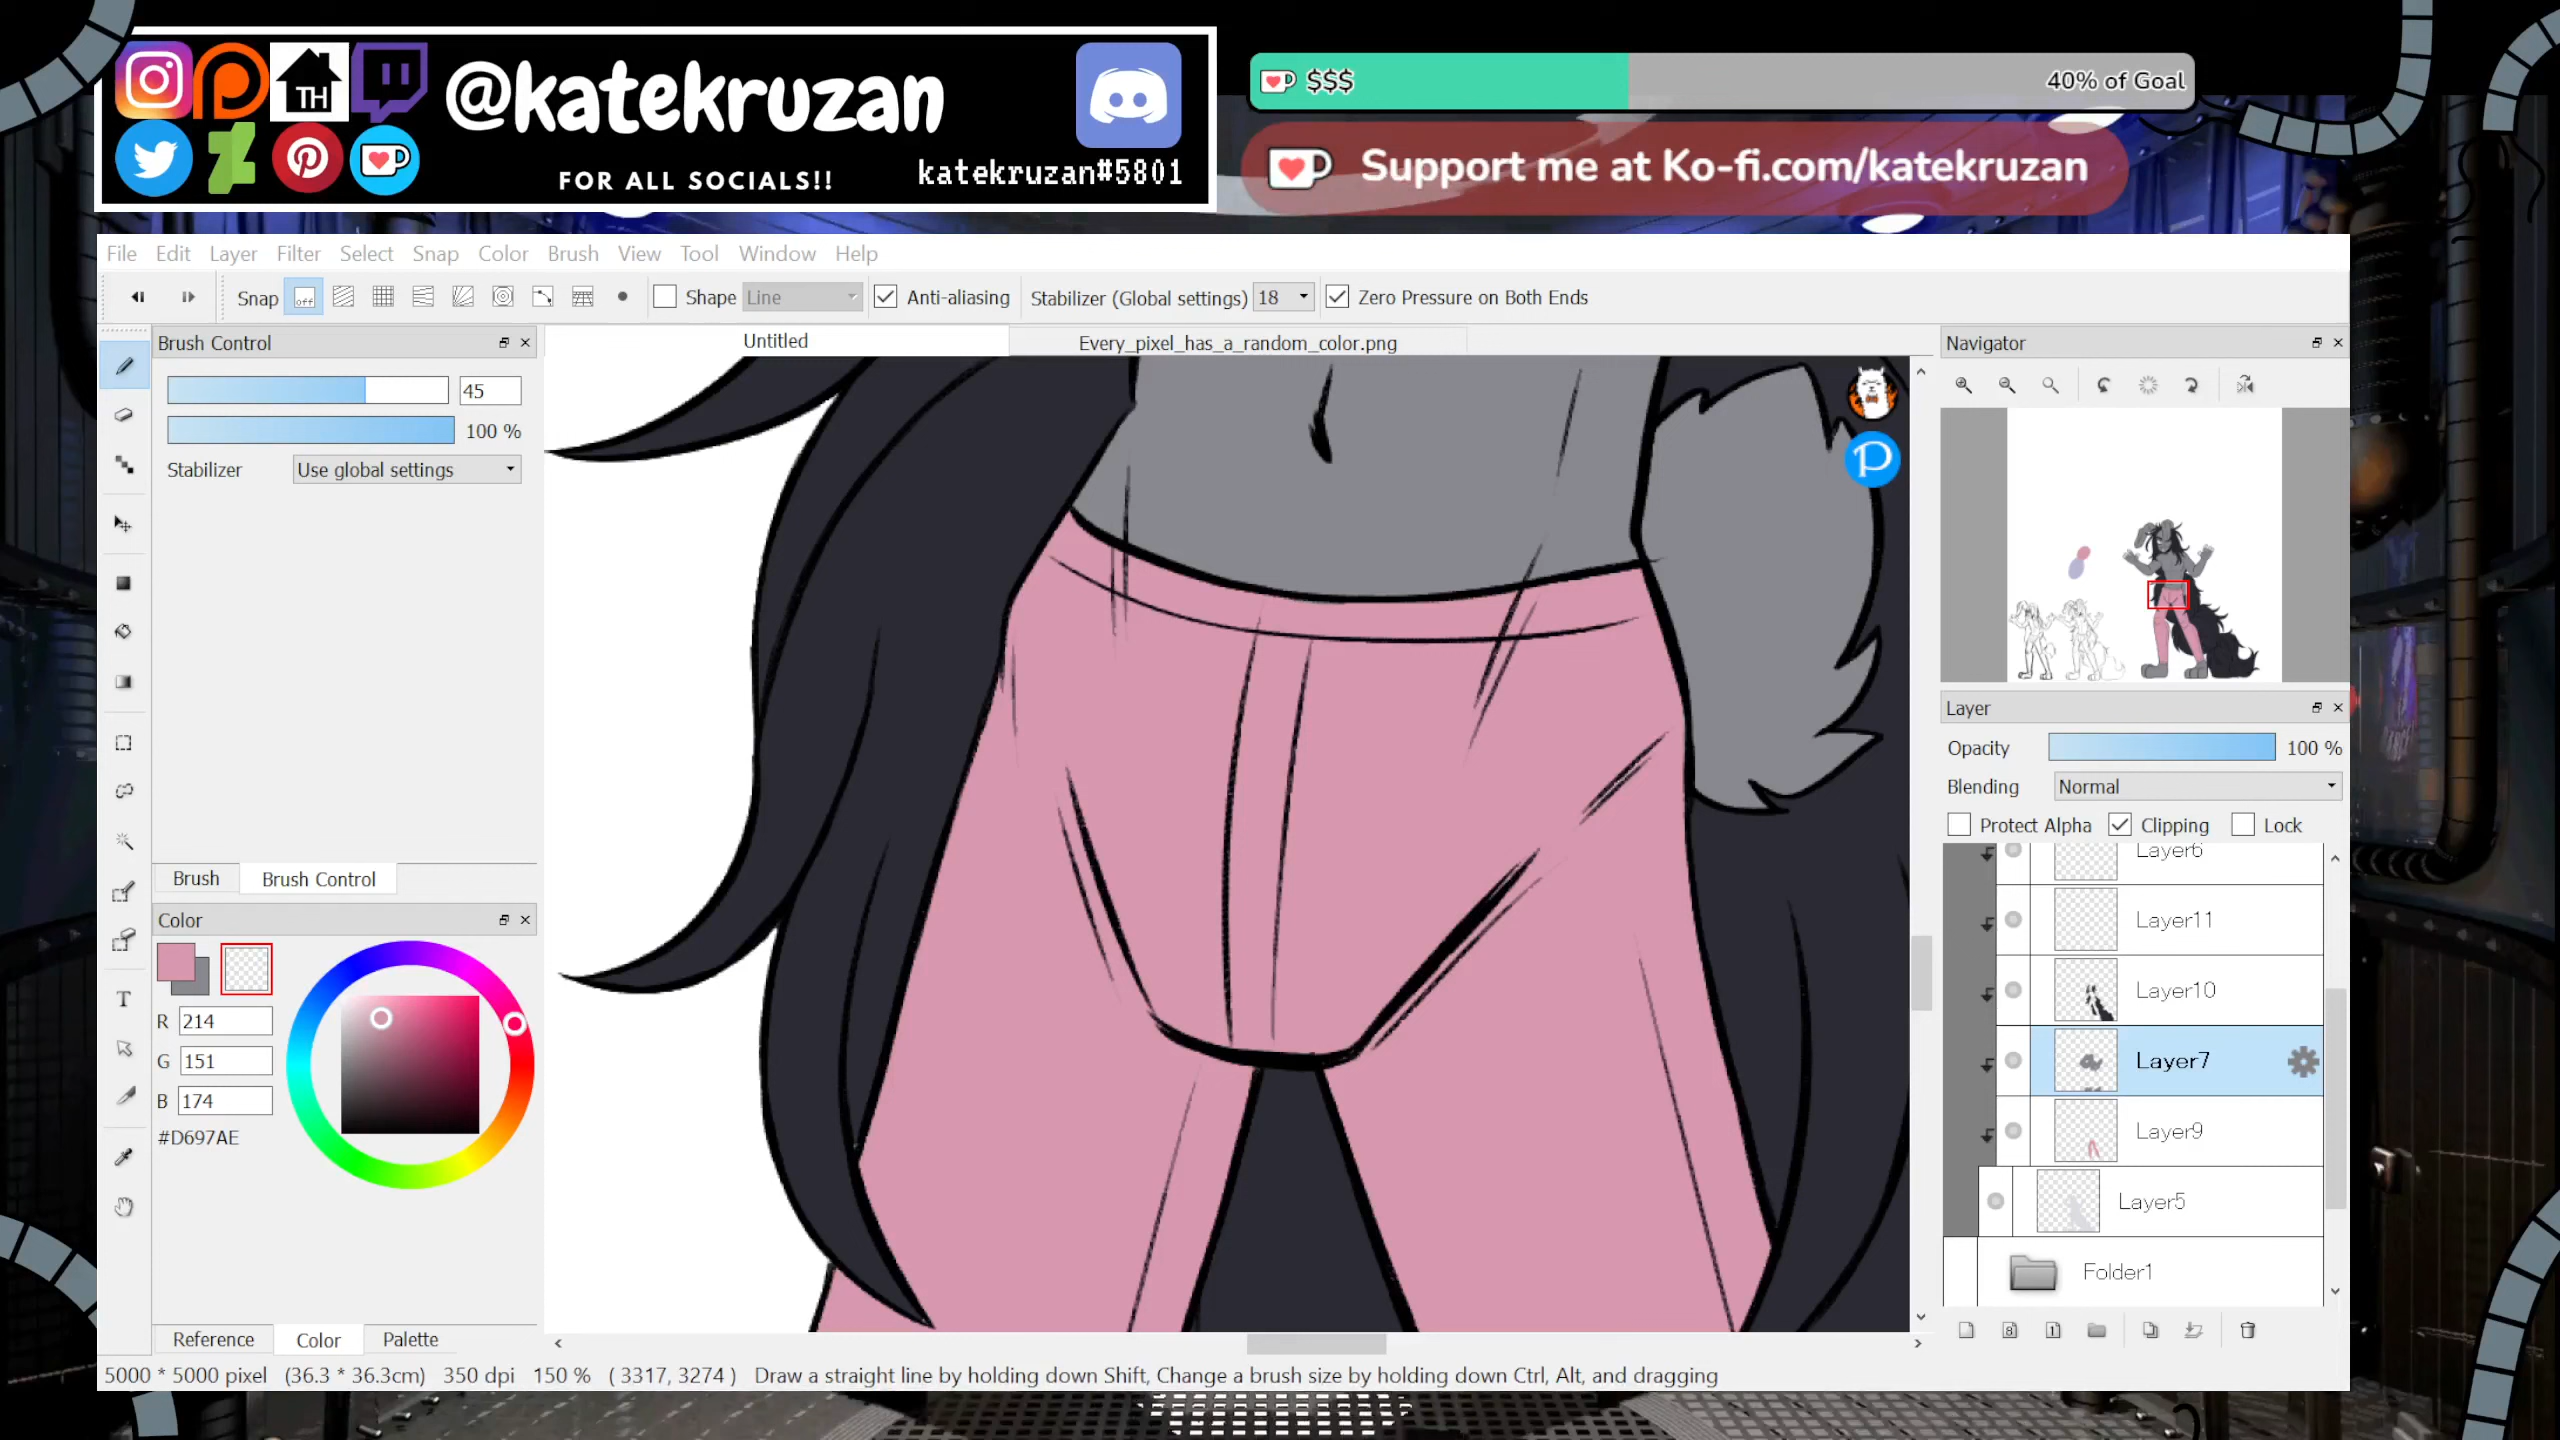 TH
@katekruzan
FOR ALL SOCIALS!!
katekruzan#5801
$$$
40% of Goal
Support me at Ko-fi.com/katekruzan
File Edit Layer Filter Select Snap Color Brush View Tool Window Help
Snap off Shape Line Anti-aliasing Stabilizer (Global settings) 18 Zero Pressure on Both Ends
Brush Control
Untitled
Every_pixel_has_a_random_color.png
Navigator
45
100 %
Stabilizer Use global settings
Layer
Opacity 100 %
Blending Normal
Protect Alpha Clipping Lock
Layer6
Layer11
Layer10
Layer7
Layer9
Layer5
Folder1
Brush Brush Control
Color
R 214
G 151
B 174
#D697AE
T
Reference Color Palette
5000 * 5000 pixel (36.3 * 36.3cm) 350 dpi 150 % ( 3317, 3274 ) Draw a straight line by holding down Shift, Change a brush size by holding down Ctrl, Alt, and dragging